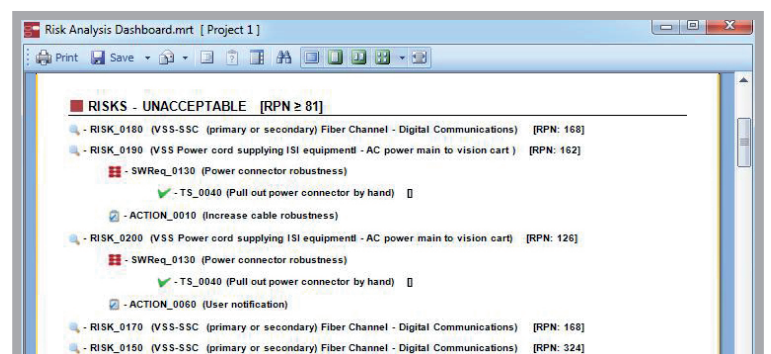 Risk Analysis Dashboard.mrt [ Project 1 ]
Print Save
RISKS - UNACCEPTABLE [RPN ≥ 81]
- RISK_0180 (VSS-SSC (primary or secondary) Fiber Channel - Digital Communications) [RPN: 168]
- RISK_0190 (VSS Power cord supplying ISI equipmentl - AC power main to vision cart ) [RPN: 162]
- SWReq_0130 (Power connector robustness)
- TS_0040 (Pull out power connector by hand) []
- ACTION_0010 (Increase cable robustness)
- RISK_0200 (VSS Power cord supplying ISI equipmentl - AC power main to vision cart) [RPN: 126]
- SWReq_0130 (Power connector robustness)
- TS_0040 (Pull out power connector by hand) []
- ACTION_0060 (User notification)
- RISK_0170 (VSS-SSC (primary or secondary) Fiber Channel - Digital Communications) [RPN: 168]
- RISK_0150 (VSS-SSC (primary or secondary) Fiber Channel - Digital Communications) [RPN: 324]